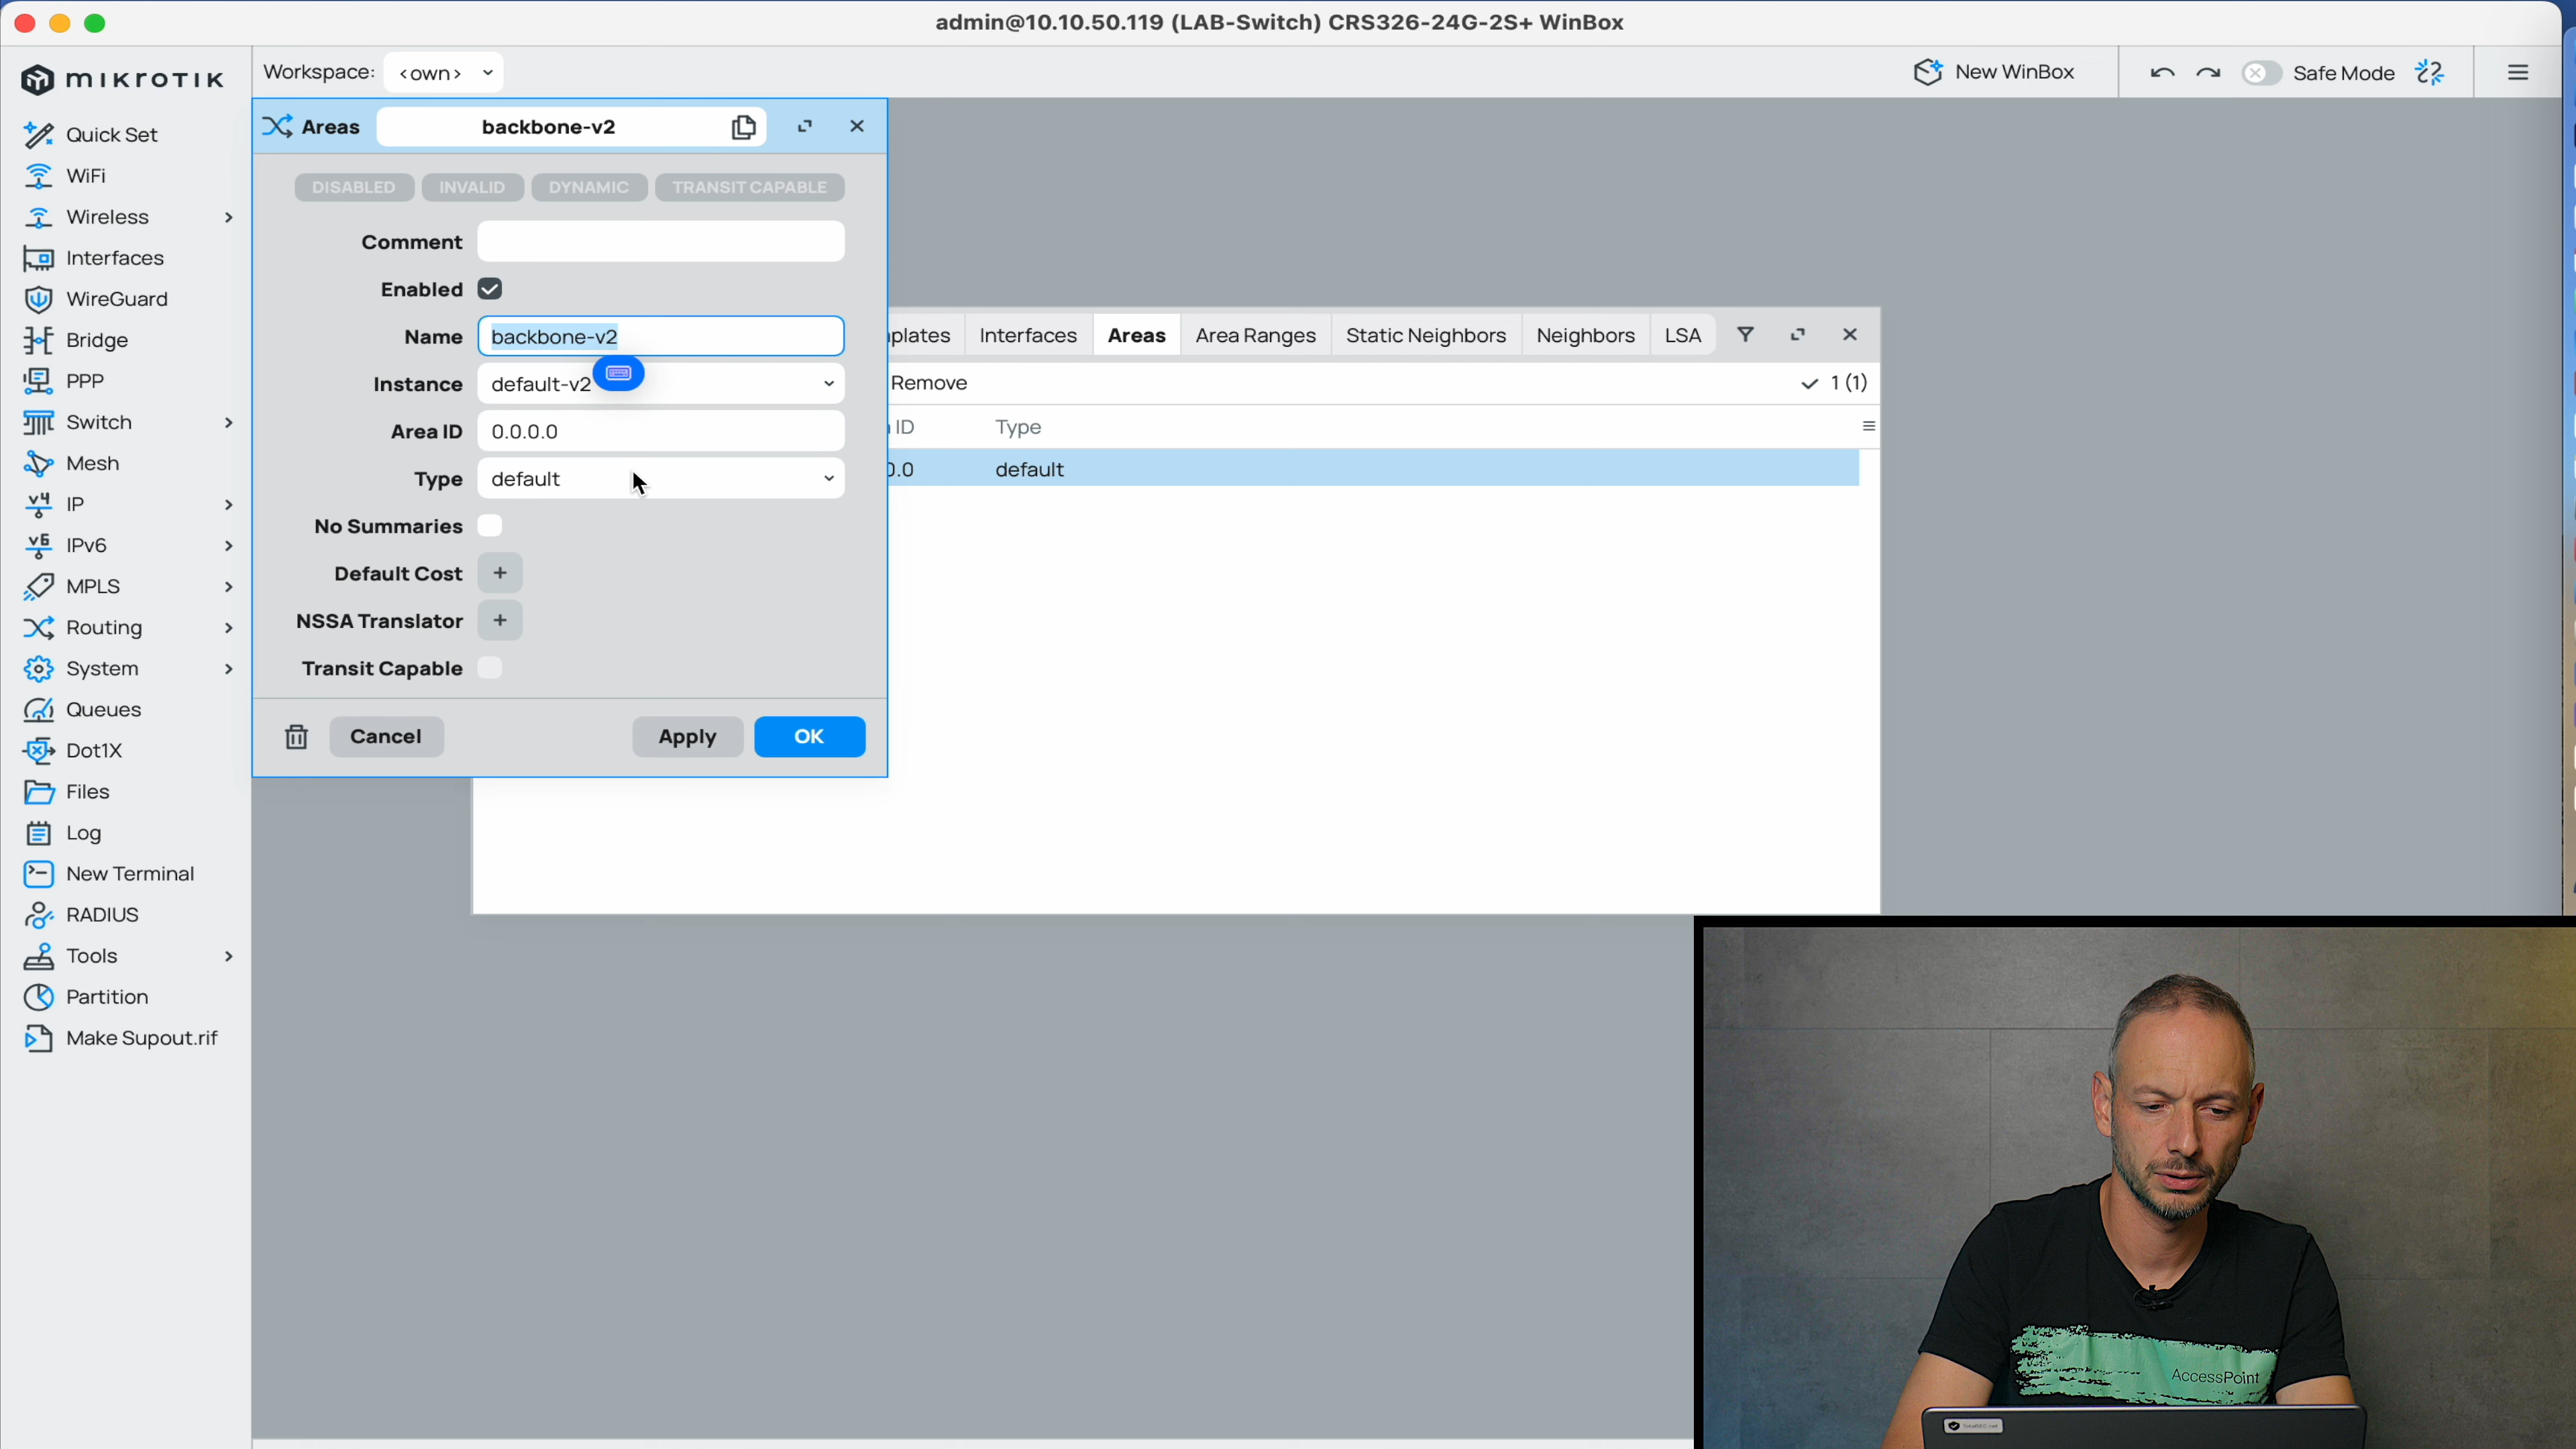 admin@10.10.50.119 (LAB-Switch) CRS326-24G-2S+ WinBox
mikrotik
Workspace: <own>
New WinBox
Safe Mode
Quick Set
WiFi
Wireless
Interfaces
WireGuard
Bridge
PPP
Switch
Mesh
v4 IP
v6 IPv6
MPLS
Routing
System
Queues
Dot1X
Files
Log
New Terminal
RADIUS
Tools
Partition
Make Supout.rif
Areas backbone-v2
DISABLED INVALID DYNAMIC TRANSIT CAPABLE
Comment
Enabled
Name backbone-v2
Instance default-v2
Area ID 0.0.0.0
Type default
No Summaries
Default Cost +
NSSA Translator +
Transit Capable
Cancel Apply OK
plates Interfaces Areas Area Ranges Static Neighbors Neighbors LSA
Remove 1 (1)
ID Type
0.0 default
AccessPoint